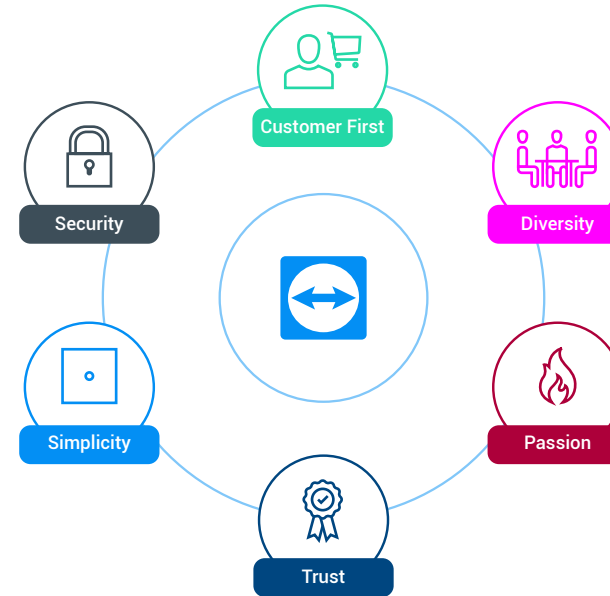 Customer First
Security
Diversity
Simplicity
Passion
Trust